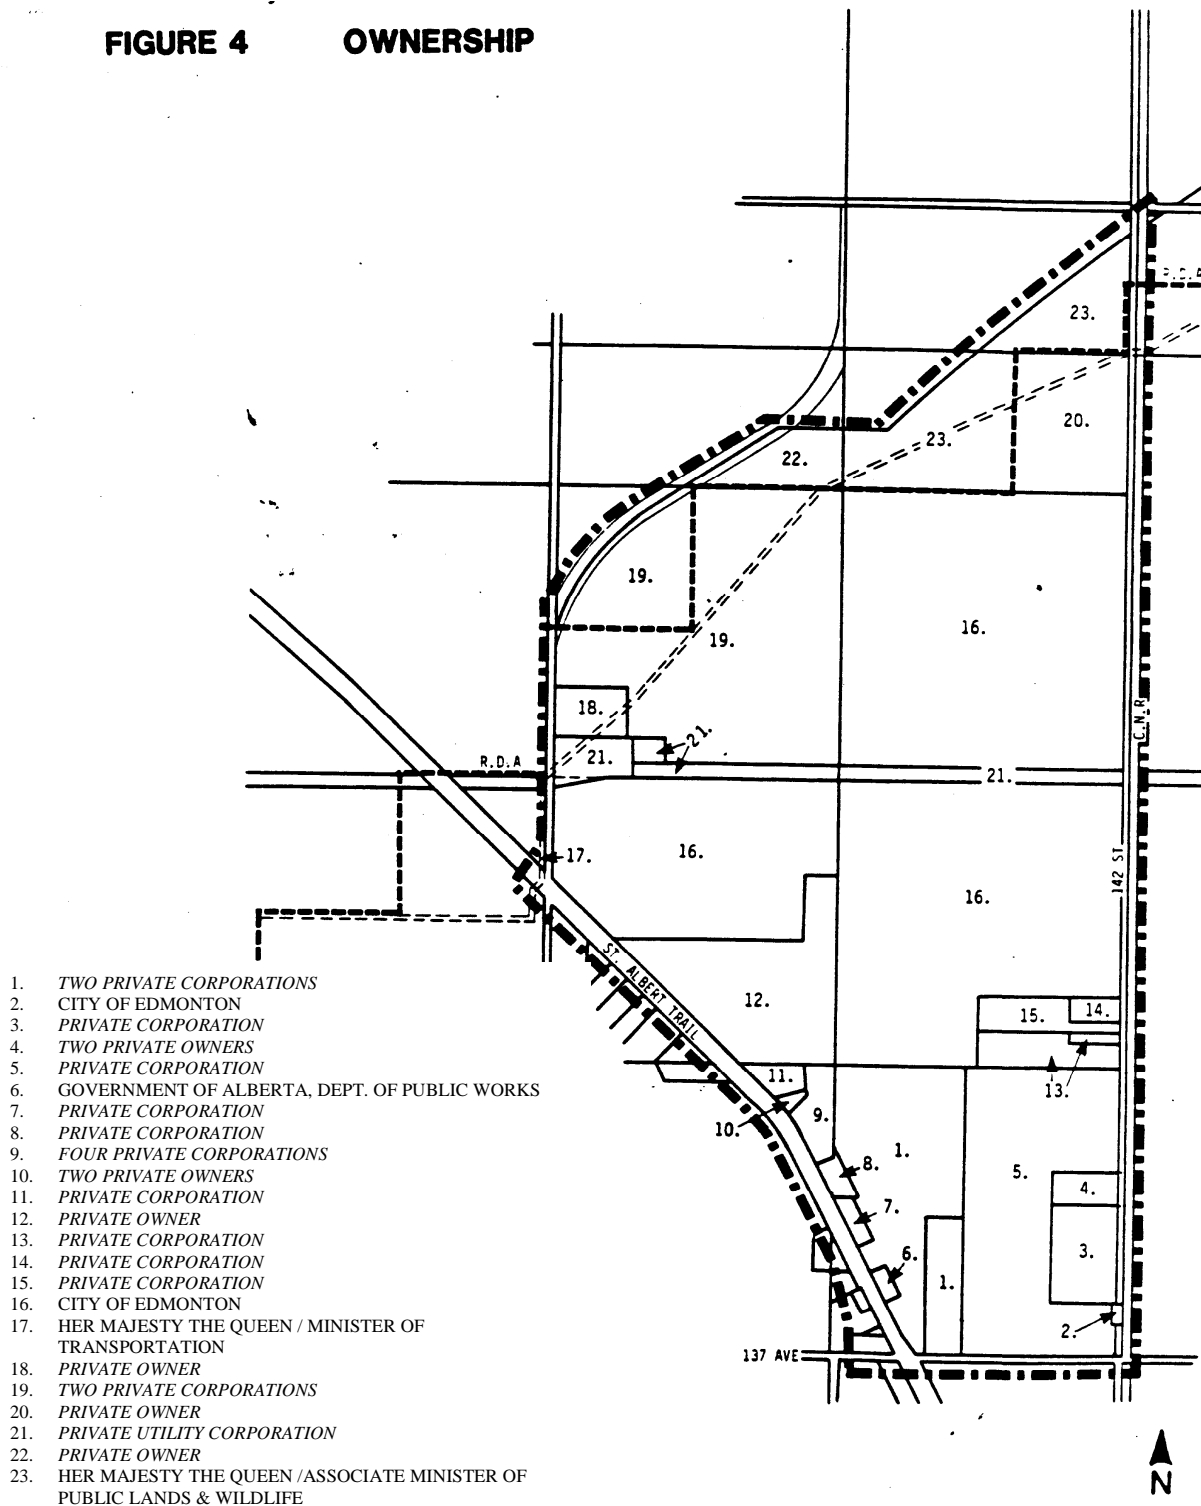 FIGURE 4 OWNERSHIP
23.
20.
23.
22.
19.
16.
19.
C.N.R
18.
21.
21.
R.D.A
21.
17.
16.
142 ST
16.
ST. ALBERT TRAIL
12.
15.
14.
13.
11.
10.
9.
1.
8.
5.
4.
7.
6.
3.
1.
2.
137 AVE
N
1. TWO PRIVATE CORPORATIONS
2. CITY OF EDMONTON
3. PRIVATE CORPORATION
4. TWO PRIVATE OWNERS
5. PRIVATE CORPORATION
6. GOVERNMENT OF ALBERTA, DEPT. OF PUBLIC WORKS
7. PRIVATE CORPORATION
8. PRIVATE CORPORATION
9. FOUR PRIVATE CORPORATIONS
10. TWO PRIVATE OWNERS
11. PRIVATE CORPORATION
12. PRIVATE OWNER
13. PRIVATE CORPORATION
14. PRIVATE CORPORATION
15. PRIVATE CORPORATION
16. CITY OF EDMONTON
17. HER MAJESTY THE QUEEN / MINISTER OF
TRANSPORTATION
18. PRIVATE OWNER
19. TWO PRIVATE CORPORATIONS
20. PRIVATE OWNER
21. PRIVATE UTILITY CORPORATION
22. PRIVATE OWNER
23. HER MAJESTY THE QUEEN /ASSOCIATE MINISTER OF
PUBLIC LANDS & WILDLIFE